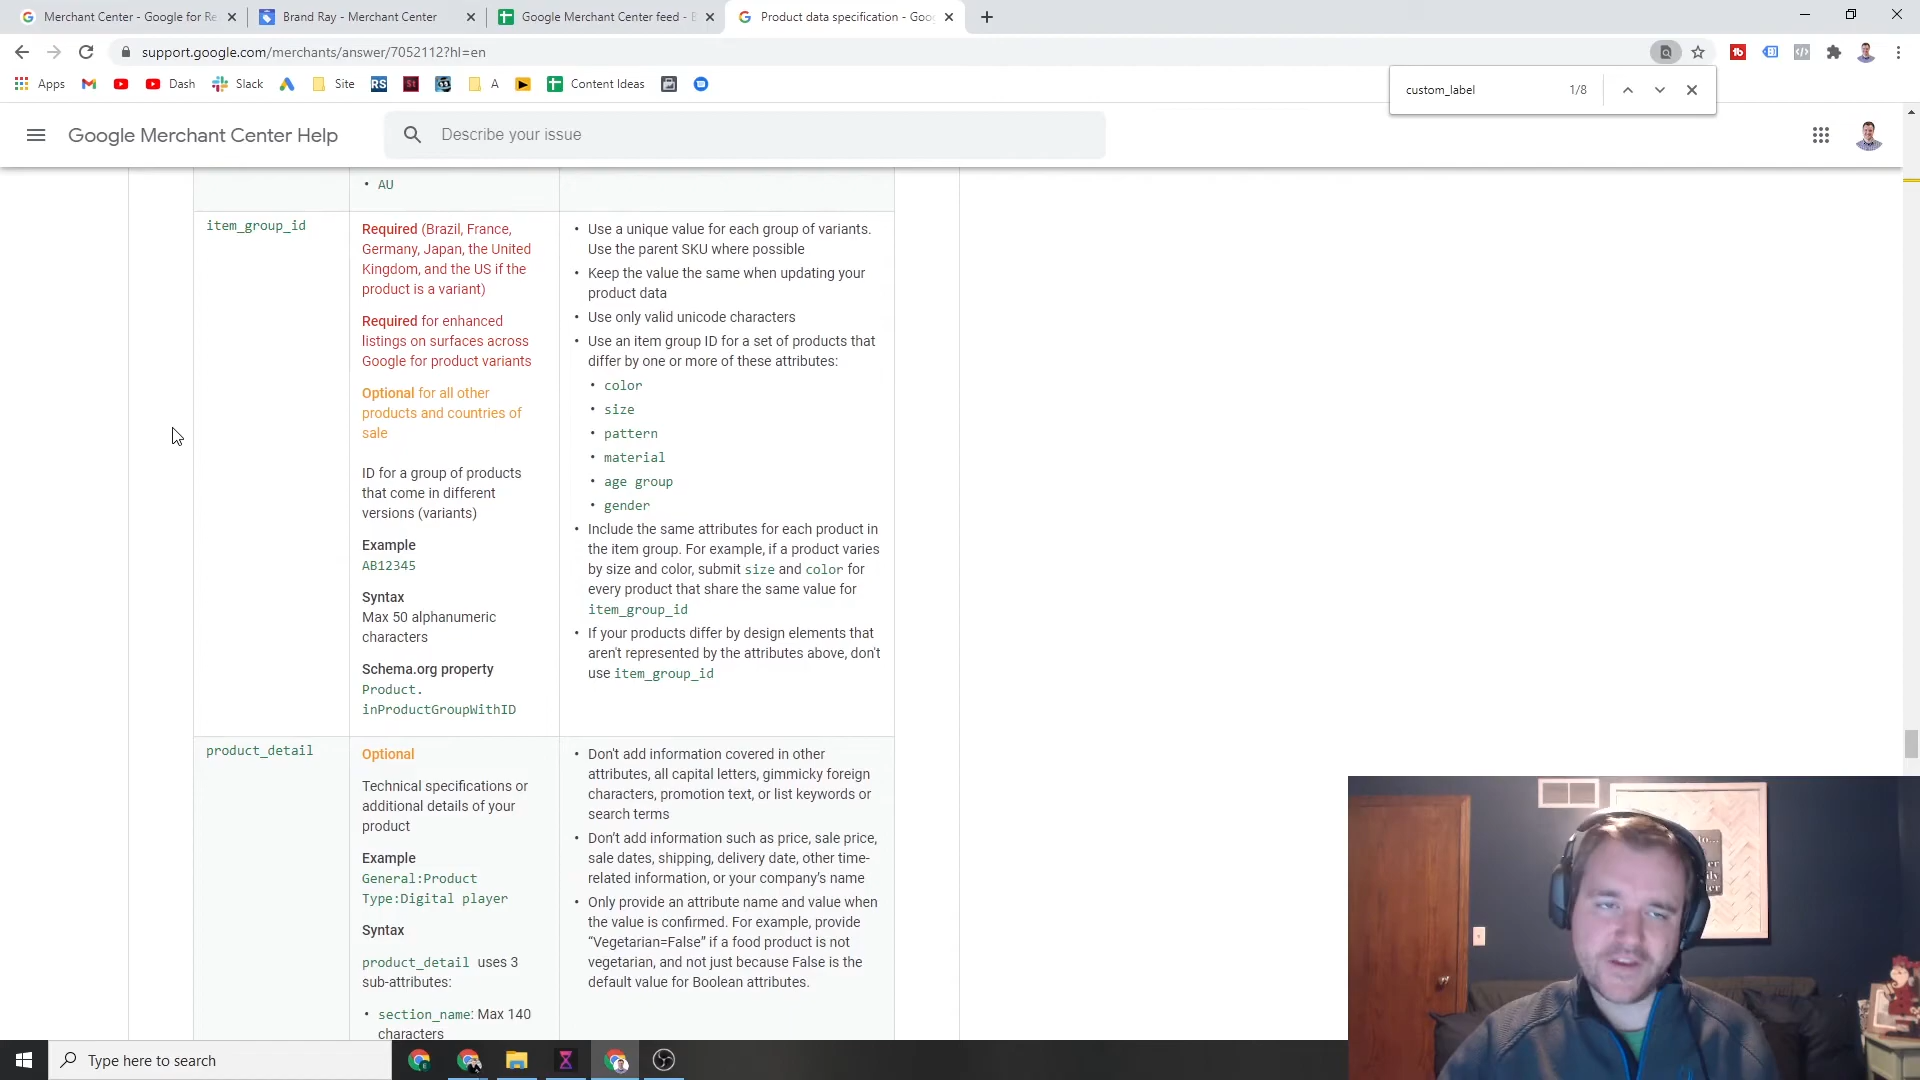 Merchant Center - Google for Re
Brand Ray - Merchant Center
Google Merchant Center feed - E
Product data specification - Goo
support.google.com/merchants/answer/7052112?hl=en
Apps
Dash
Slack
Site
RS
St
A
Content Ideas
custom_label
1/8
Google Merchant Center Help
Describe your issue
• AU
item_group_id
Required (Brazil, France,
Germany, Japan, the United
Kingdom, and the US if the
product is a variant)
Required for enhanced
listings on surfaces across
Google for product variants
Optional for all other
products and countries of
sale
ID for a group of products
that come in different
versions (variants)
Example
AB12345
Syntax
Max 50 alphanumeric
characters
Schema.org property
Product.
inProductGroupWithID
• Use a unique value for each group of variants.
Use the parent SKU where possible
• Keep the value the same when updating your
product data
• Use only valid unicode characters
• Use an item group ID for a set of products that
differ by one or more of these attributes:
• color
• size
• pattern
• material
• age group
• gender
• Include the same attributes for each product in
the item group. For example, if a product varies
by size and color, submit size and color for
every product that share the same value for
item_group_id
• If your products differ by design elements that
aren't represented by the attributes above, don't
use item_group_id
product_detail
Optional
Technical specifications or
additional details of your
product
Example
General:Product
Type:Digital player
Syntax
product_detail uses 3
sub-attributes:
• section_name: Max 140
characters
• Don't add information covered in other
attributes, all capital letters, gimmicky foreign
characters, promotion text, or list keywords or
search terms
• Don't add information such as price, sale price,
sale dates, shipping, delivery date, other time-
related information, or your company's name
• Only provide an attribute name and value when
the value is confirmed. For example, provide
“Vegetarian=False” if a food product is not
vegetarian, and not just because False is the
default value for Boolean attributes.
Type here to search